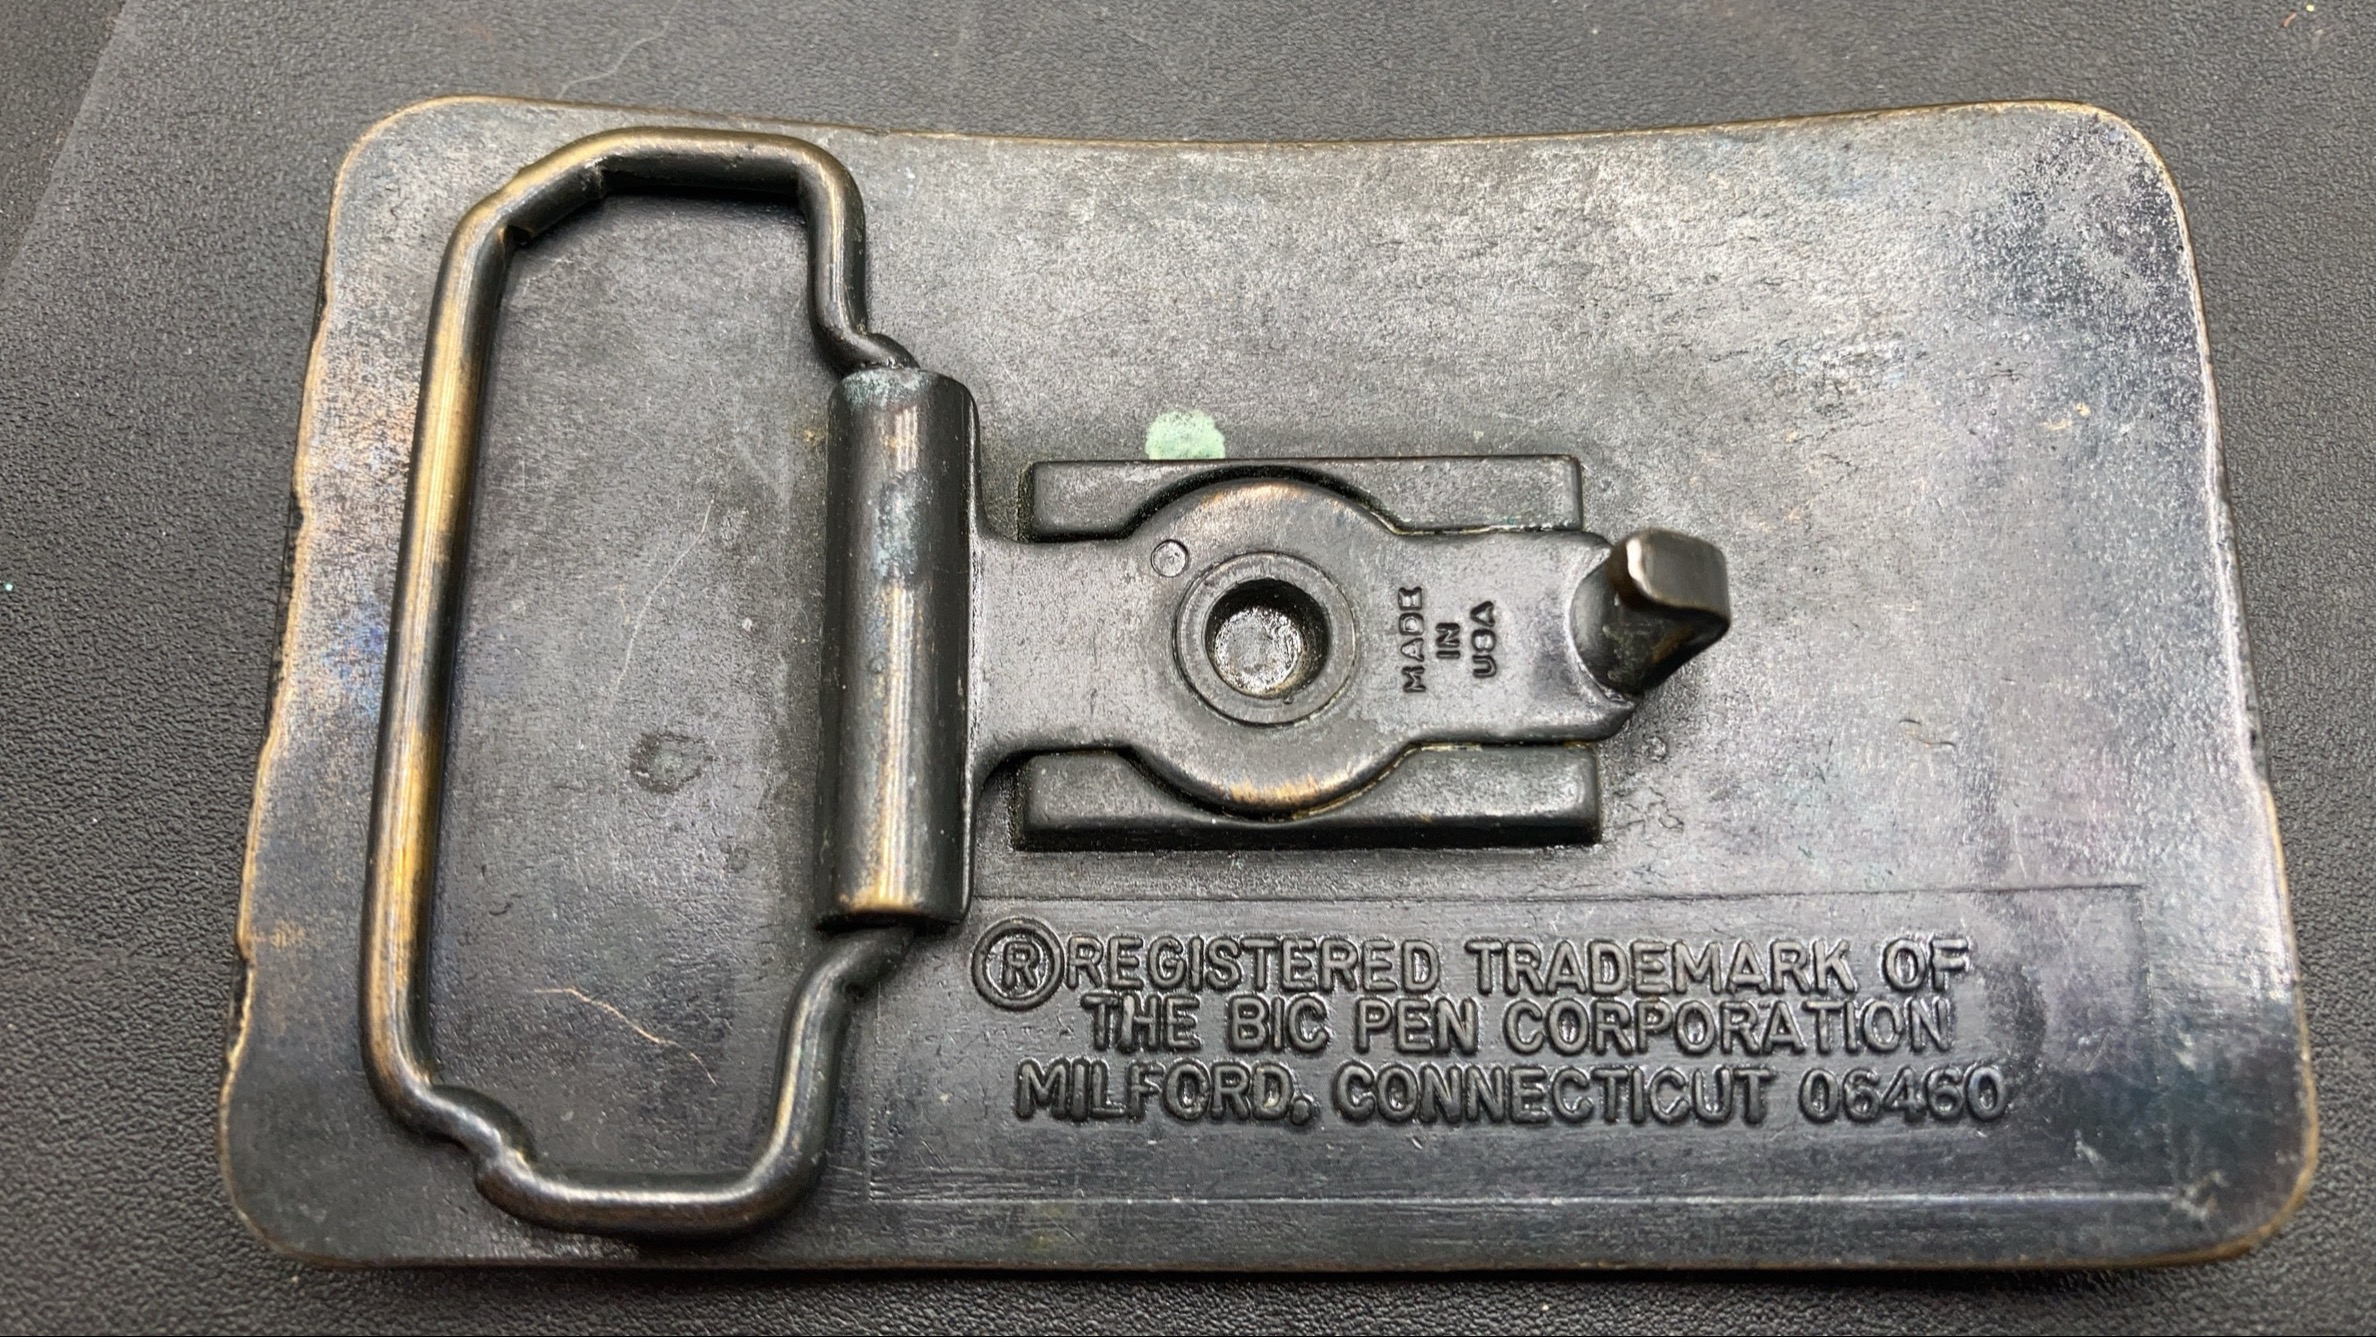 MADE
IN
USA
®REGISTERED TRADEMARK OF
THE BIC PEN CORPORATION
MILFORD, CONNECTICUT 06460